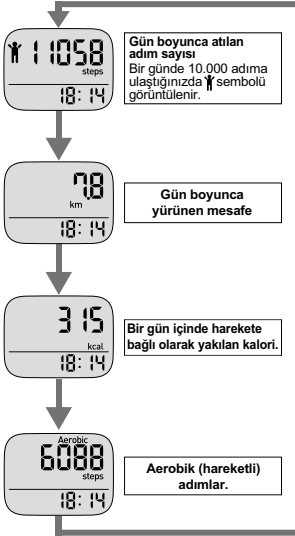 11058
steps
18:14
Gün boyunca atılan
adım sayısı
Bir günde 10.000 adıma
ulaştığınızda sembolü
görüntülenir.
7.8
km
18:14
Gün boyunca
yürünen mesafe
315
kcal
18:14
Bir gün içinde harekete
bağlı olarak yakılan kalori.
Aerobic
6088
steps
18:14
Aerobik (hareketli)
adımlar.